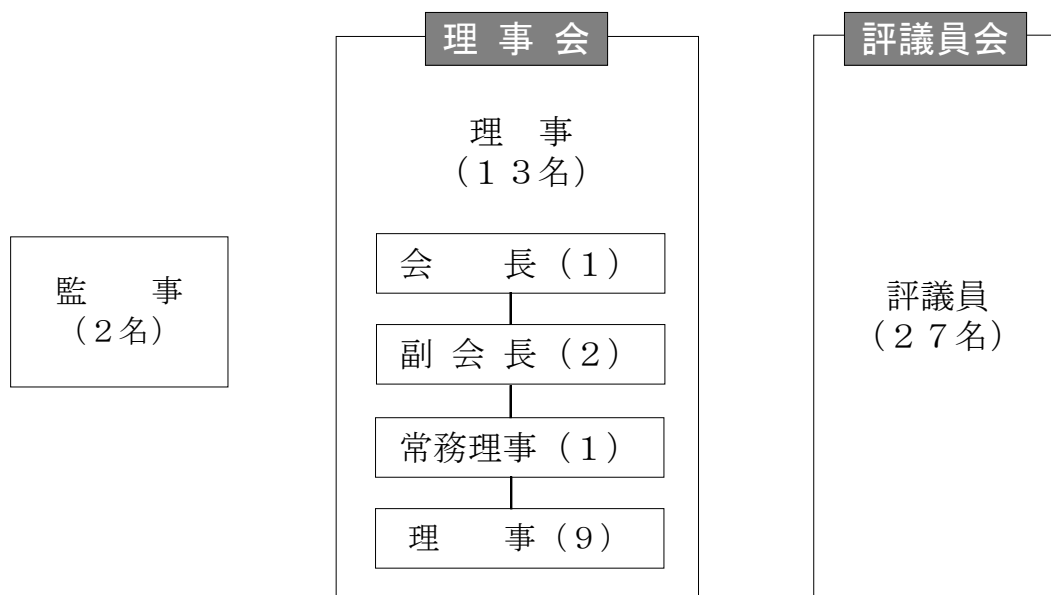 理事会
評議員会
理　事
（１３名）
会　　長（１）
副 会 長（２）
常務理事（１）
理　　事（９）
監　　事
（２名）
評議員
（２７名）